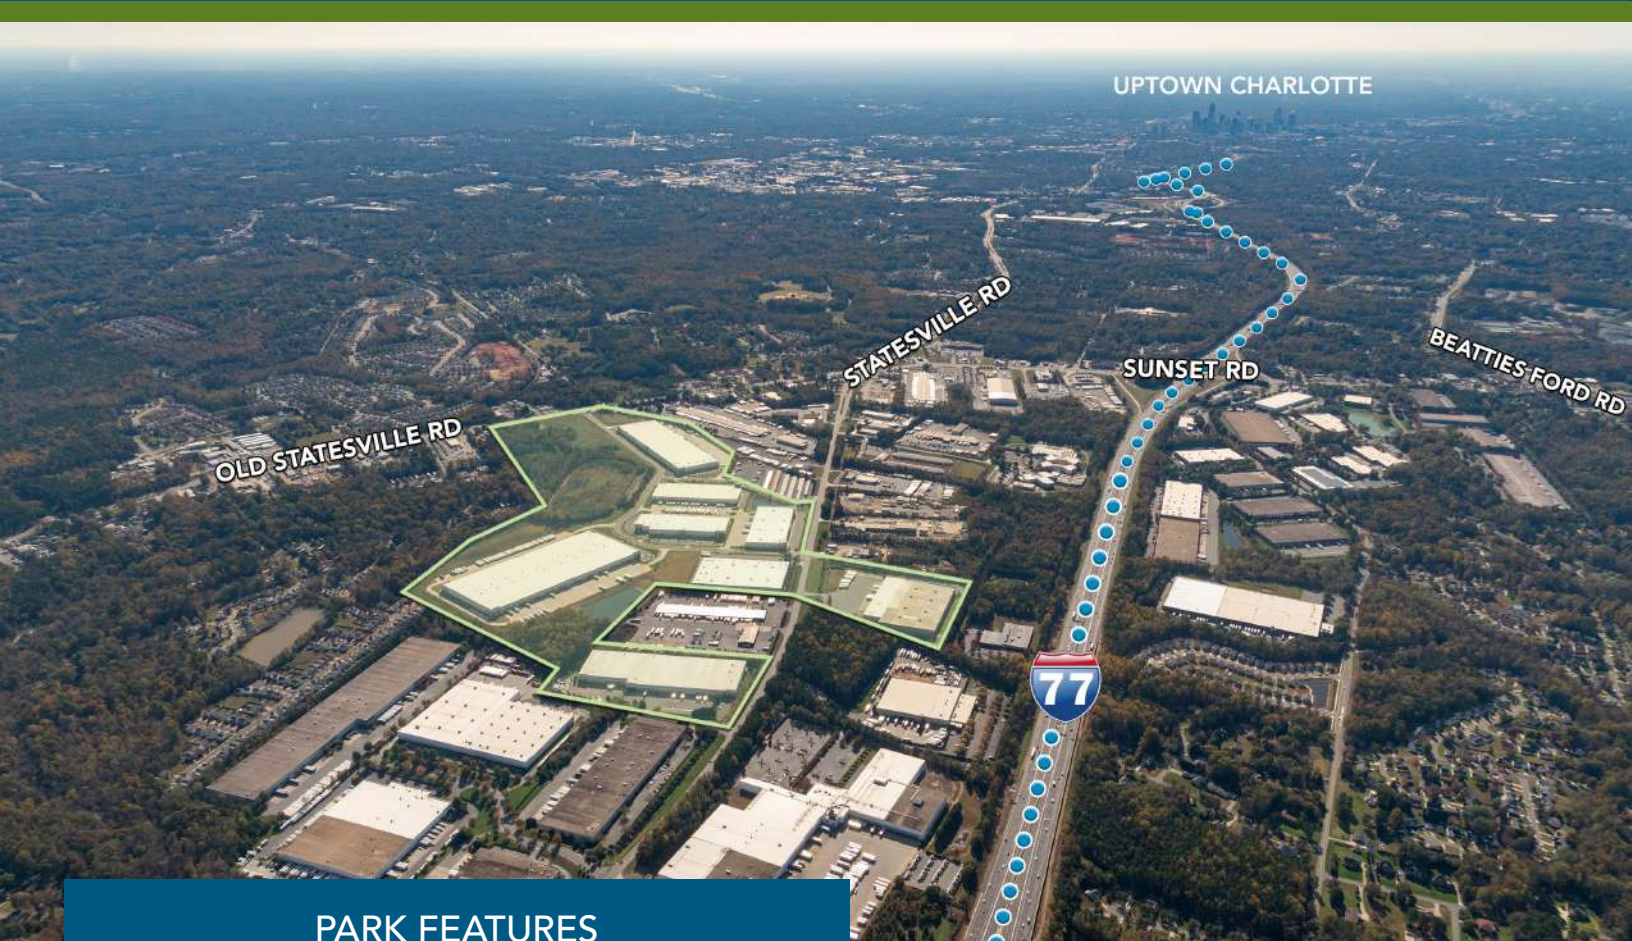 UPTOWN CHARLOTTE
STATESVILLE RD
SUNSET RD
BEATTIES FORD RD
OLD STATESVILLE RD
77
PARK FEATURES